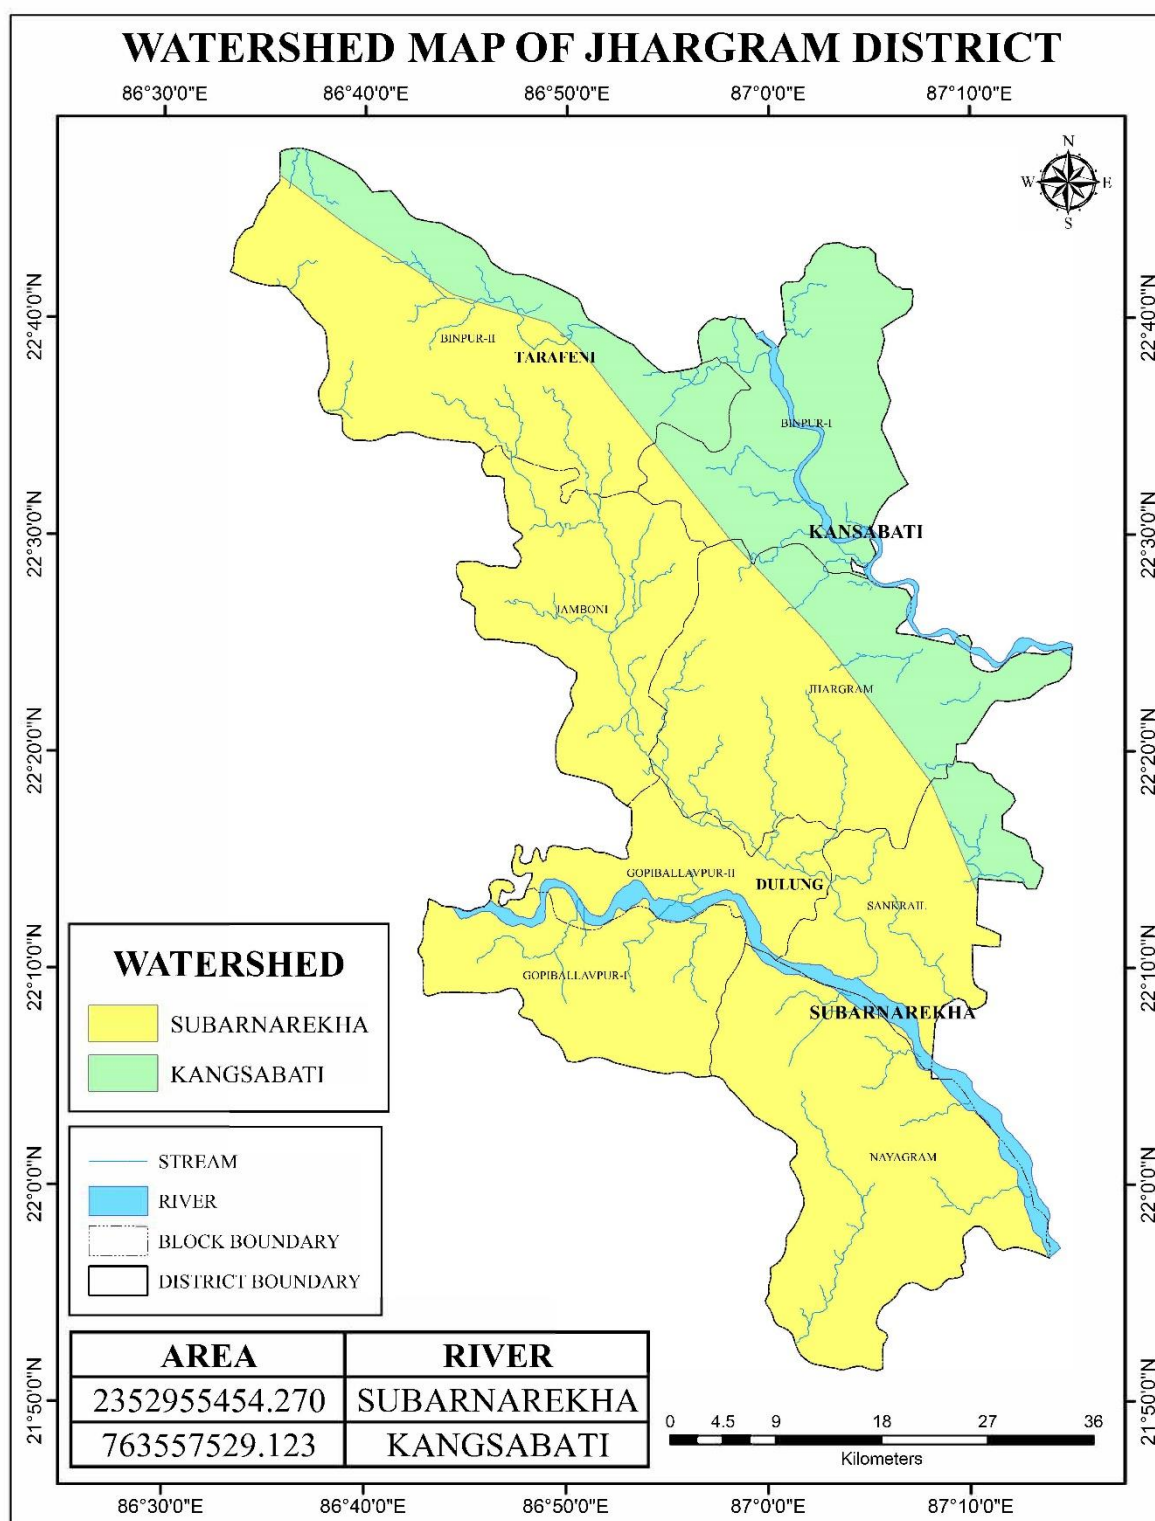 WATERSHED MAP OF JHARGRAM DISTRICT
86°30'0"E 86°40'0"E 86°50'0"E 87°0'0"E 87°10'0"E
N
W E
S
22°40'0"N 22°40'0"N
BINPUR-II
TARAFENI
BINPUR-I
22°30'0"N 22°30'0"N
KANSABATI
JAMBONI
JHARGRAM
22°20'0"N 22°20'0"N
GOPIBALLAVPUR-II
DULUNG
SANKRAIL
22°10'0"N 22°10'0"N
GOPIBALLAVPUR-I
SUBARNAREKHA
NAYAGRAM
22°0'0"N 22°0'0"N
WATERSHED
SUBARNAREKHA
KANGSABATI
STREAM
RIVER
BLOCK BOUNDARY
DISTRICT BOUNDARY
AREA RIVER
2352955454.270 SUBARNAREKHA
763557529.123 KANGSABATI
21°50'0"N 21°50'0"N
0 4.5 9 18 27 36
Kilometers
86°30'0"E 86°40'0"E 86°50'0"E 87°0'0"E 87°10'0"E